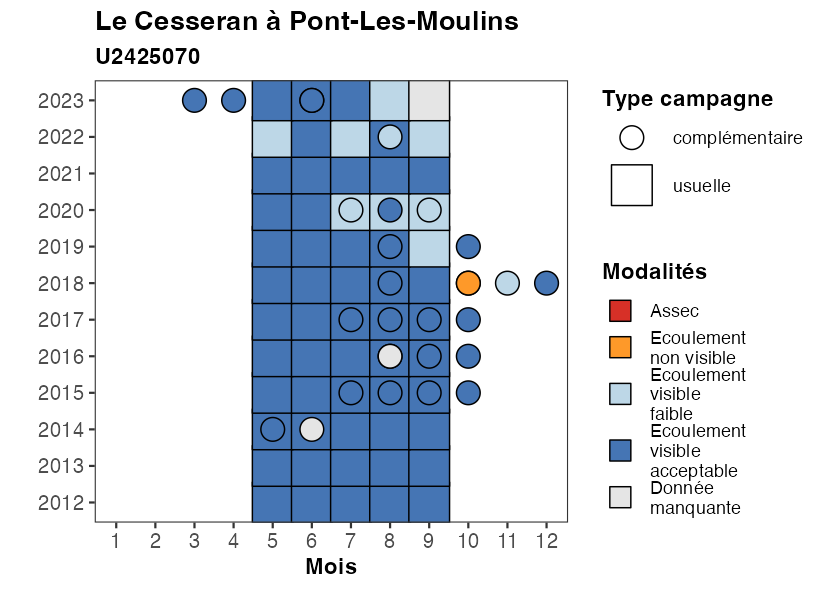 Le Cesseran à Pont-Les-Moulins
U2425070
2023
2022
2021
2020
2019
2018
2017
2016
2015
2014
2013
2012
1 2 3 4 5 6 7 8 9 10 11 12
Mois
Type campagne
complémentaire
usuelle
Modalités
Assec
Ecoulement
non visible
Ecoulement
visible
faible
Ecoulement
visible
acceptable
Donnée
manquante